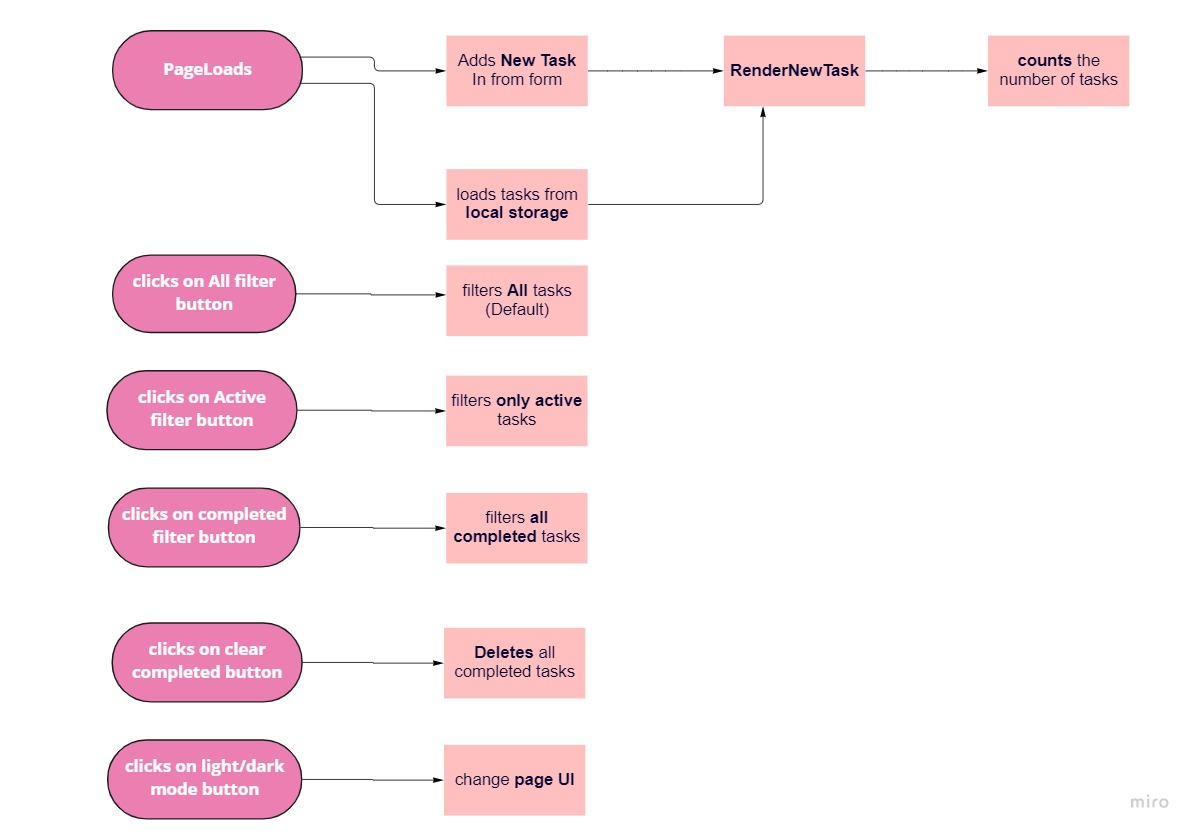 PageLoads
Adds New Task
In from form
RenderNewTask
counts the
number of tasks
loads tasks from
local storage
clicks on All filter
button
filters All tasks
(Default)
clicks on Active
filter button
filters only active
tasks
clicks on completed
filter button
filters all
completed tasks
clicks on clear
completed button
Deletes all
completed tasks
clicks on light/dark
mode button
change page UI
miro